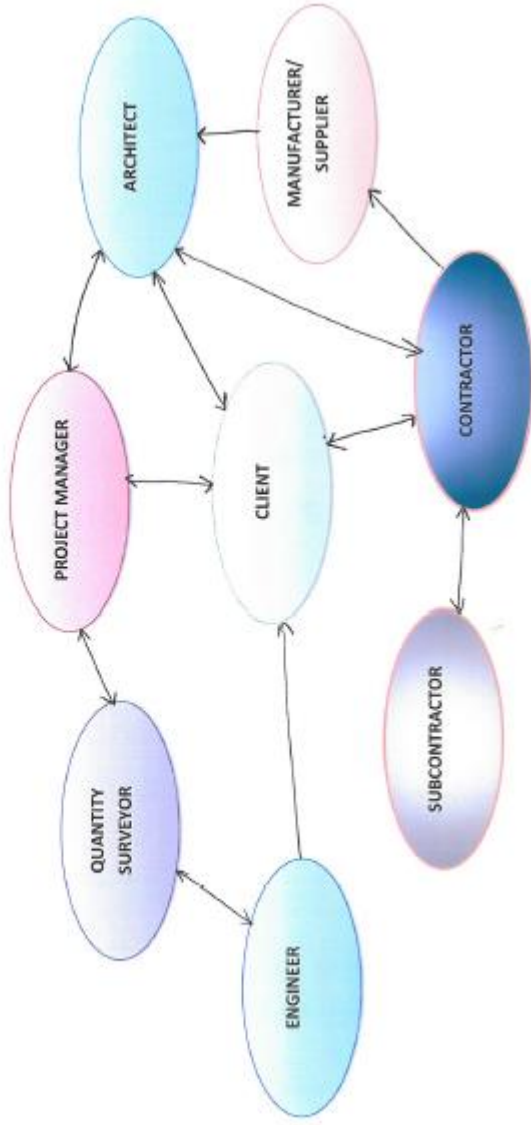 PROJECT MANAGER
QUANTITY
SURVEYOR
ARCHITECT
ENGINEER
CLIENT
MANUFACTURER/
SUPPLIER
SUBCONTRACTOR
CONTRACTOR